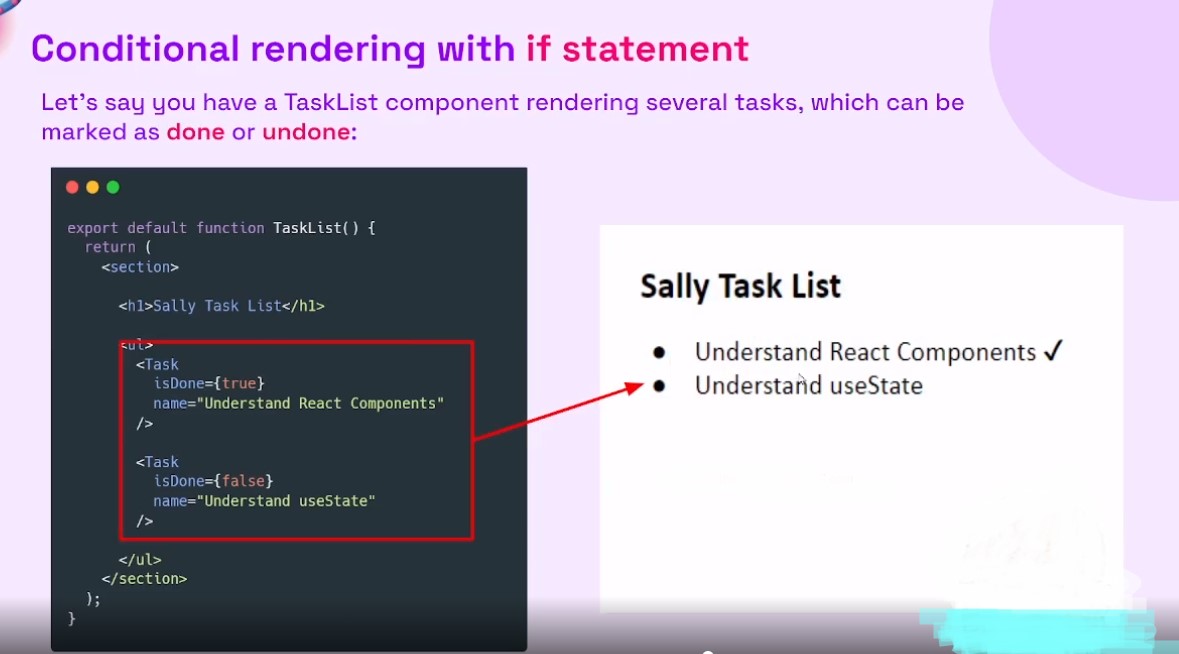 Conditional rendering with if statement
Let's say you have a TaskList component rendering several tasks, which can be
marked as done or undone:
export default function TaskList() {
return (
<section>
<h1>Sally Task List</h1>
<ul>
<Task
isDone={true}
name="Understand React Components"
/>
<Task
isDone={false}
name="Understand useState"
/>
</ul>
</section>
);
}
Sally Task List
● Understand React Components ✓
● Understand useState